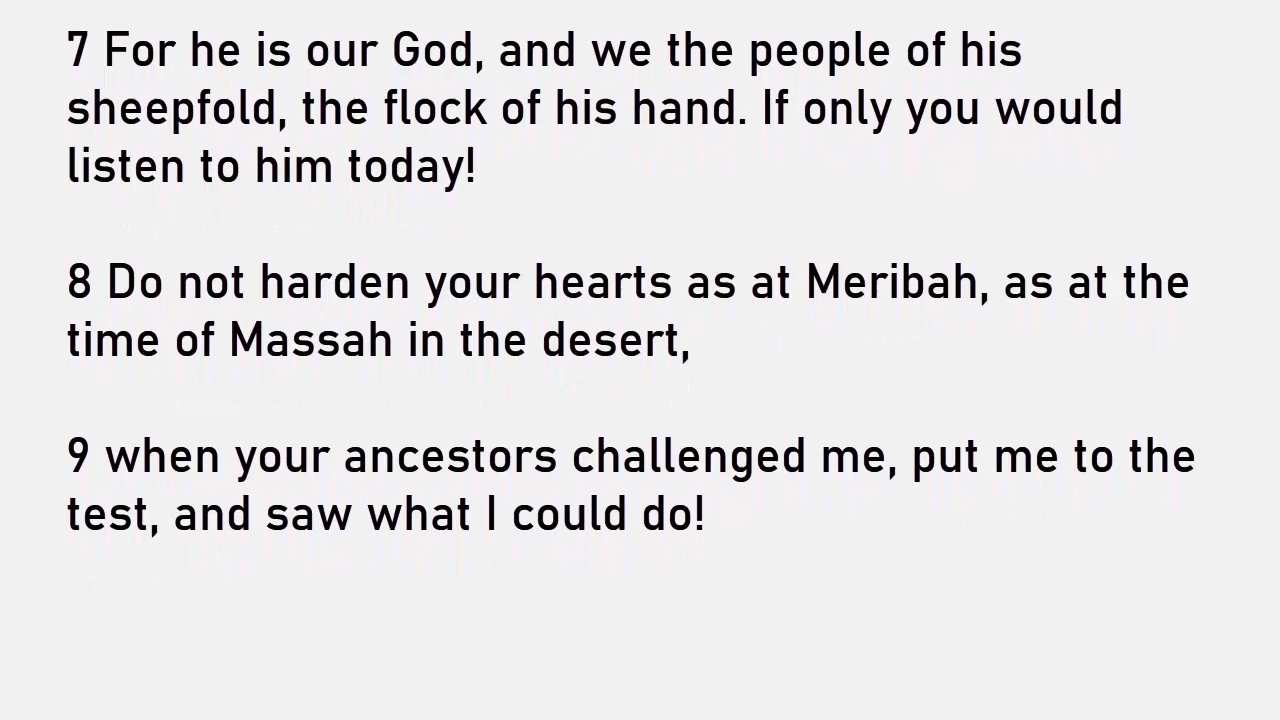 7 For he is our God, and we the people of his
sheepfold, the flock of his hand. If only you would
listen to him today!
8 Do not harden your hearts as at Meribah, as at the
time of Massah in the desert,
9 when your ancestors challenged me, put me to the
test, and saw what I could do!